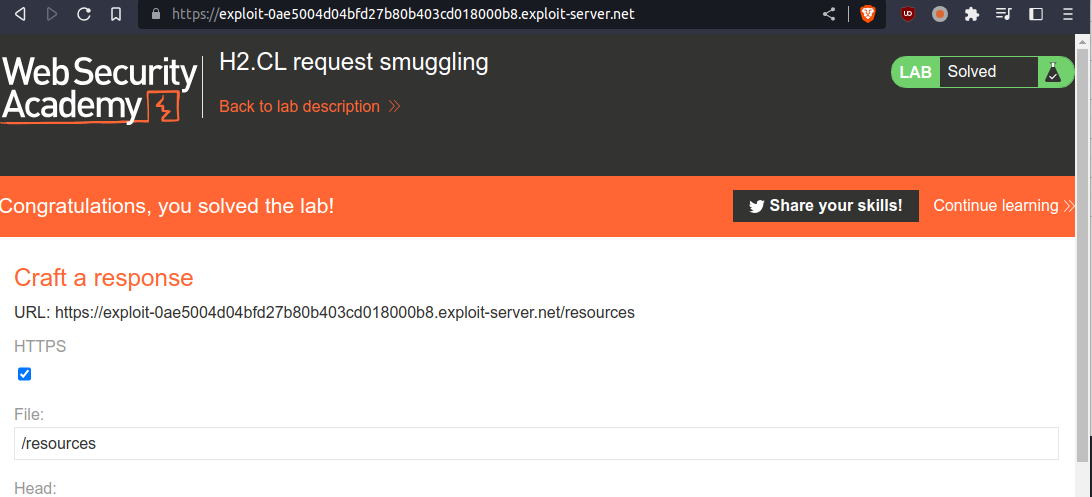 https://exploit-0ae5004d04bfd27b80b403cd018000b8.exploit-server.net
WebSecurity
Academy
H2.CL request smuggling
Back to lab description
LAB Solved
Congratulations, you solved the lab!
Share your skills!
Continue learning
Craft a response
URL: https://exploit-0ae5004d04bfd27b80b403cd018000b8.exploit-server.net/resources
HTTPS
File:
/resources
Head: